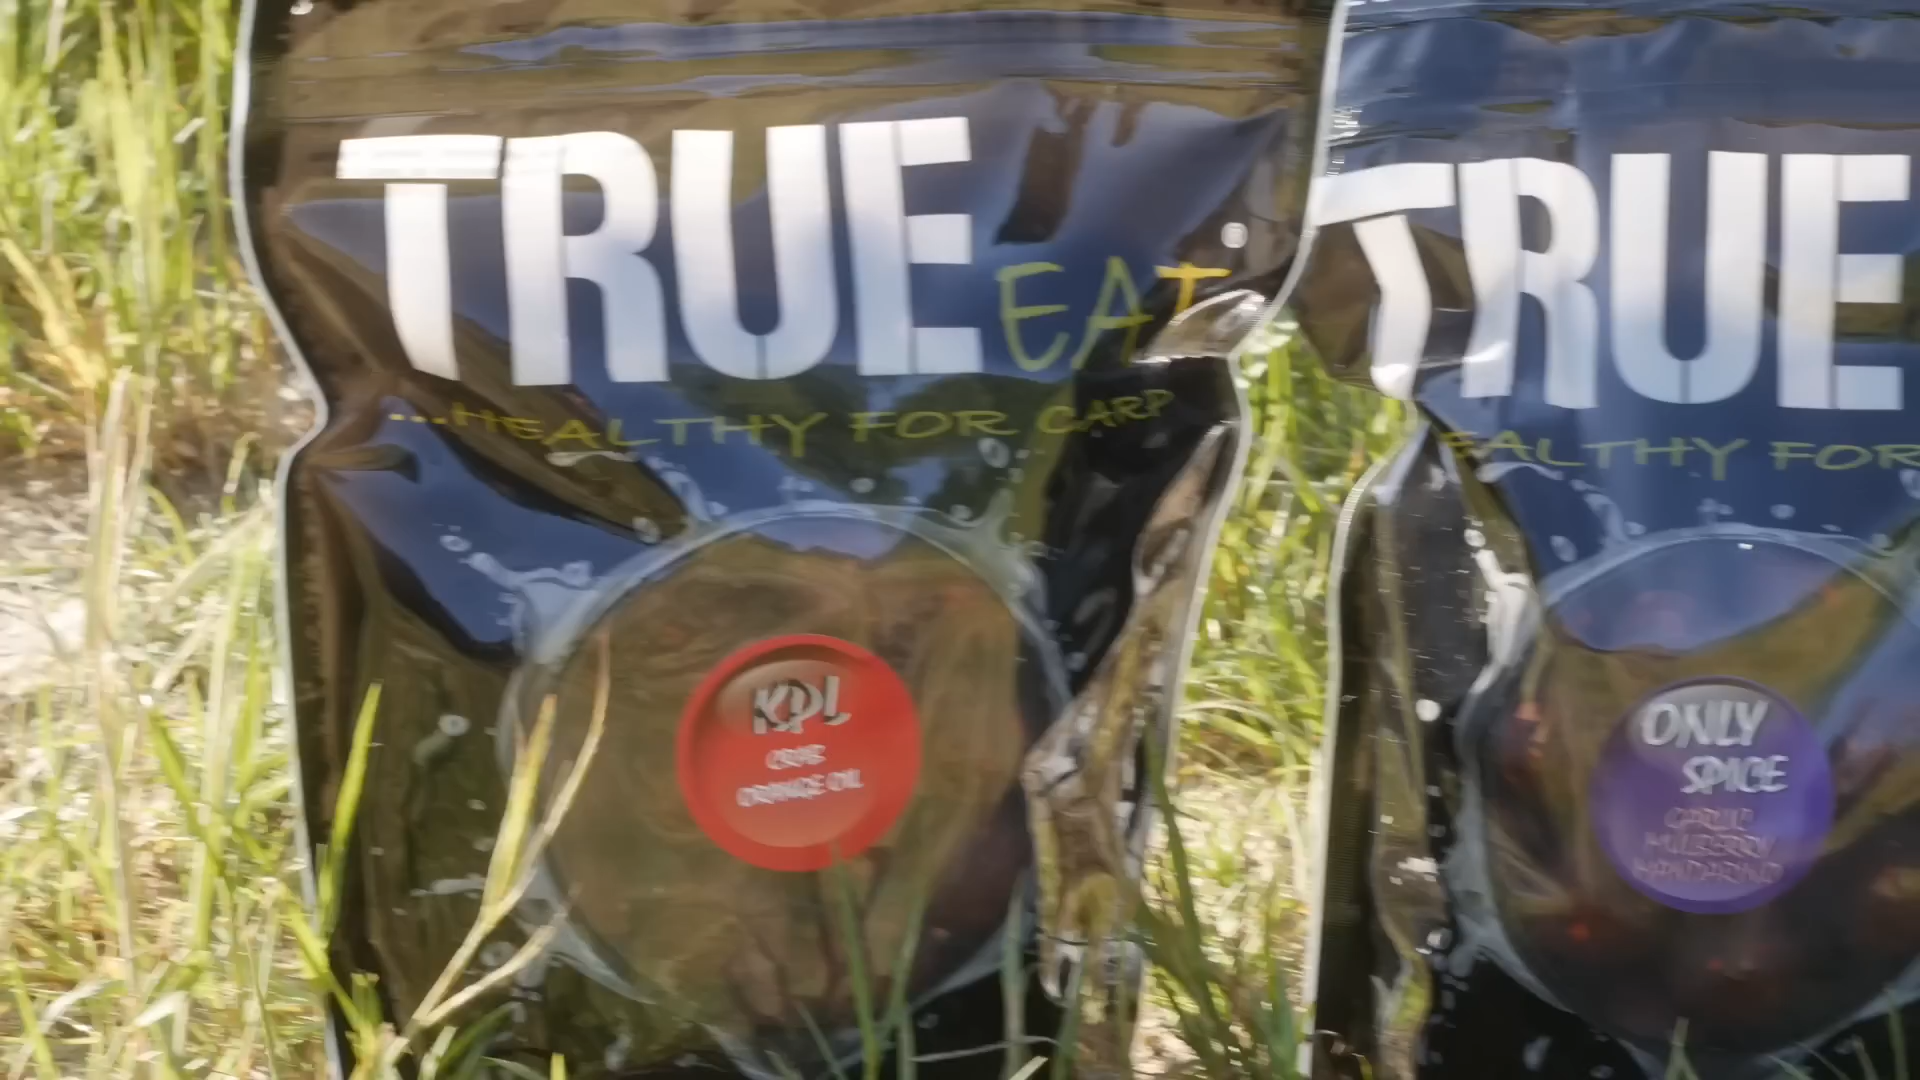 TRUE EAT
...HEALTHY FOR CARP
KPL
ORANGE OIL
TRUE
EALTHY FOR
ONLY
SPICE